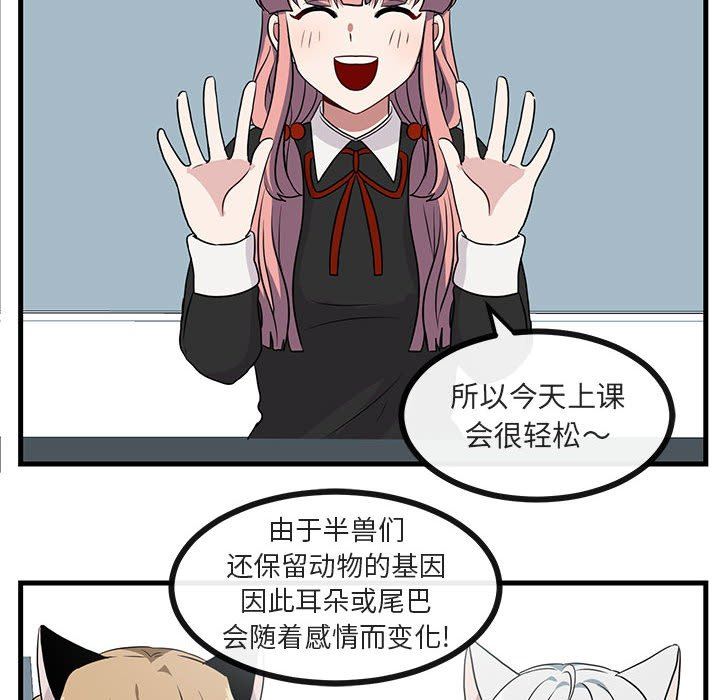 所以今天上课
会很轻松～
由于半兽们
还保留动物的基因
因此耳朵或尾巴
会随着感情而变化!